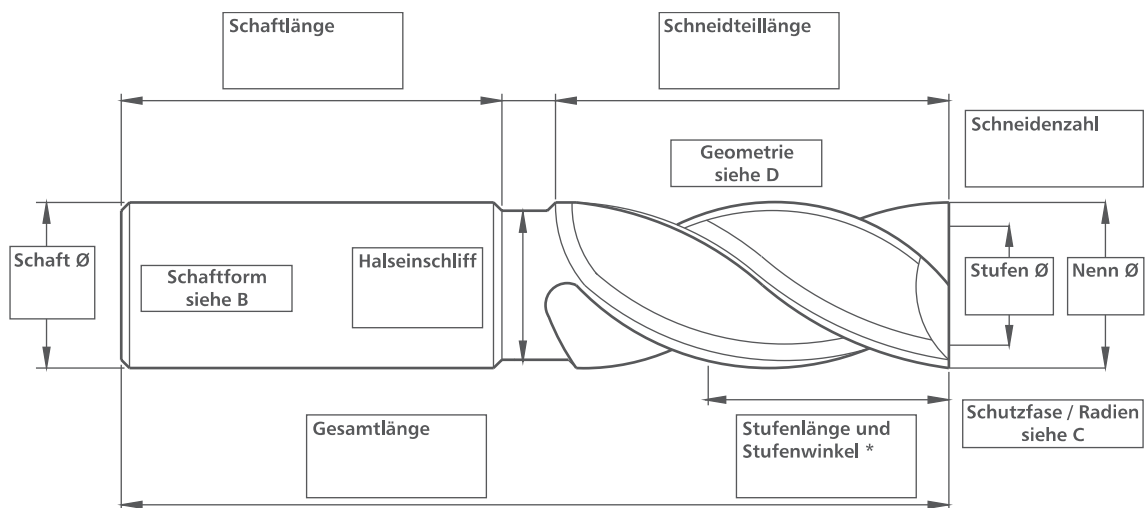 Schaftlänge
Schneidteillänge
Schneidenzahl
Geometrie
siehe D
Schaft Ø
Schaftform
siehe B
Halseinschliff
Stufen Ø
Nenn Ø
Gesamtlänge
Stufenlänge und
Stufenwinkel *
Schutzfase / Radien
siehe C